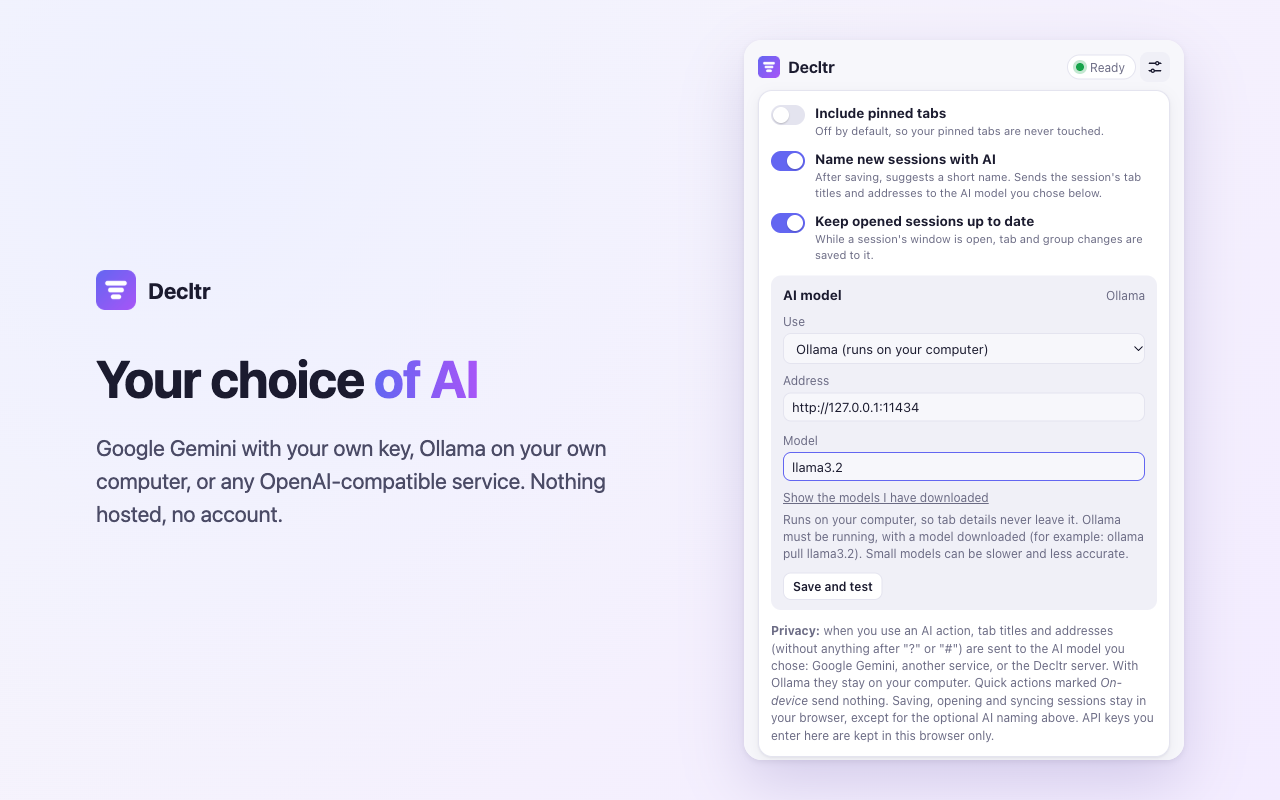 Decltr
Your choice of AI
Google Gemini with your own key, Ollama on your own
computer, or any OpenAI-compatible service. Nothing
hosted, no account.
Decltr
Ready
Include pinned tabs
Off by default, so your pinned tabs are never touched.
Name new sessions with AI
After saving, suggests a short name. Sends the session's tab
titles and addresses to the AI model you chose below.
Keep opened sessions up to date
While a session's window is open, tab and group changes are
saved to it.
AI model
Ollama
Use
Ollama (runs on your computer)
Address
http://127.0.0.1:11434
Model
llama3.2
Show the models I have downloaded
Runs on your computer, so tab details never leave it. Ollama
must be running, with a model downloaded (for example: ollama
pull llama3.2). Small models can be slower and less accurate.
Save and test
Privacy: when you use an AI action, tab titles and addresses
(without anything after "?" or "#") are sent to the AI model you
chose: Google Gemini, another service, or the Decltr server. With
Ollama they stay on your computer. Quick actions marked On-
device send nothing. Saving, opening and syncing sessions stay in
your browser, except for the optional AI naming above. API keys you
enter here are kept in this browser only.